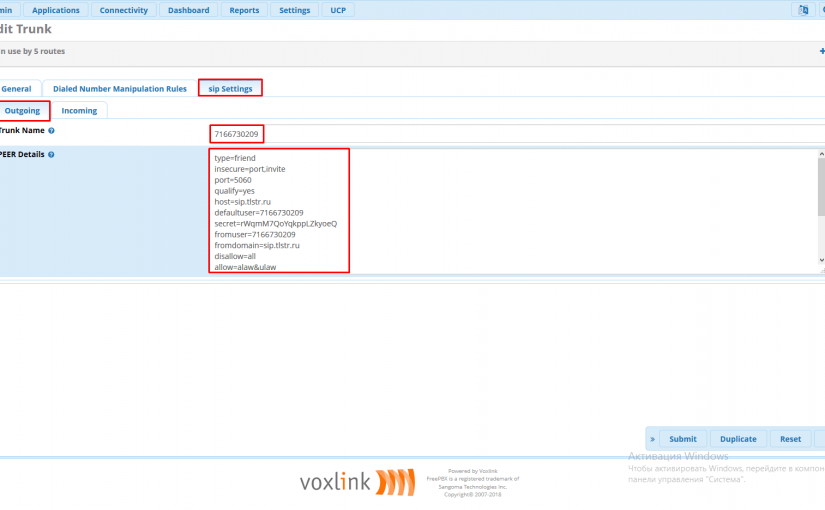 min Applications Connectivity Dashboard Reports Settings UCP
dit Trunk
n use by 5 routes
General Dialed Number Manipulation Rules sip Settings
Outgoing Incoming
Trunk Name
7166730209
PEER Details
type=friend
insecure=port,invite
port=5060
qualify=yes
host=sip.tlstr.ru
defaultuser=7166730209
secret=rWqmM7QoYqkppLZkyoeQ
fromuser=7166730209
fromdomain=sip.tlstr.ru
disallow=all
allow=alaw&ulaw
» Submit Duplicate Reset
Активация Windows
Чтобы активировать Windows, перейдите в компон
панели управления "Система".
voxlink
Powered by Voxlink
FreePBX is a registered trademark of
Sangoma Technologies Inc.
Copyright© 2007-2018